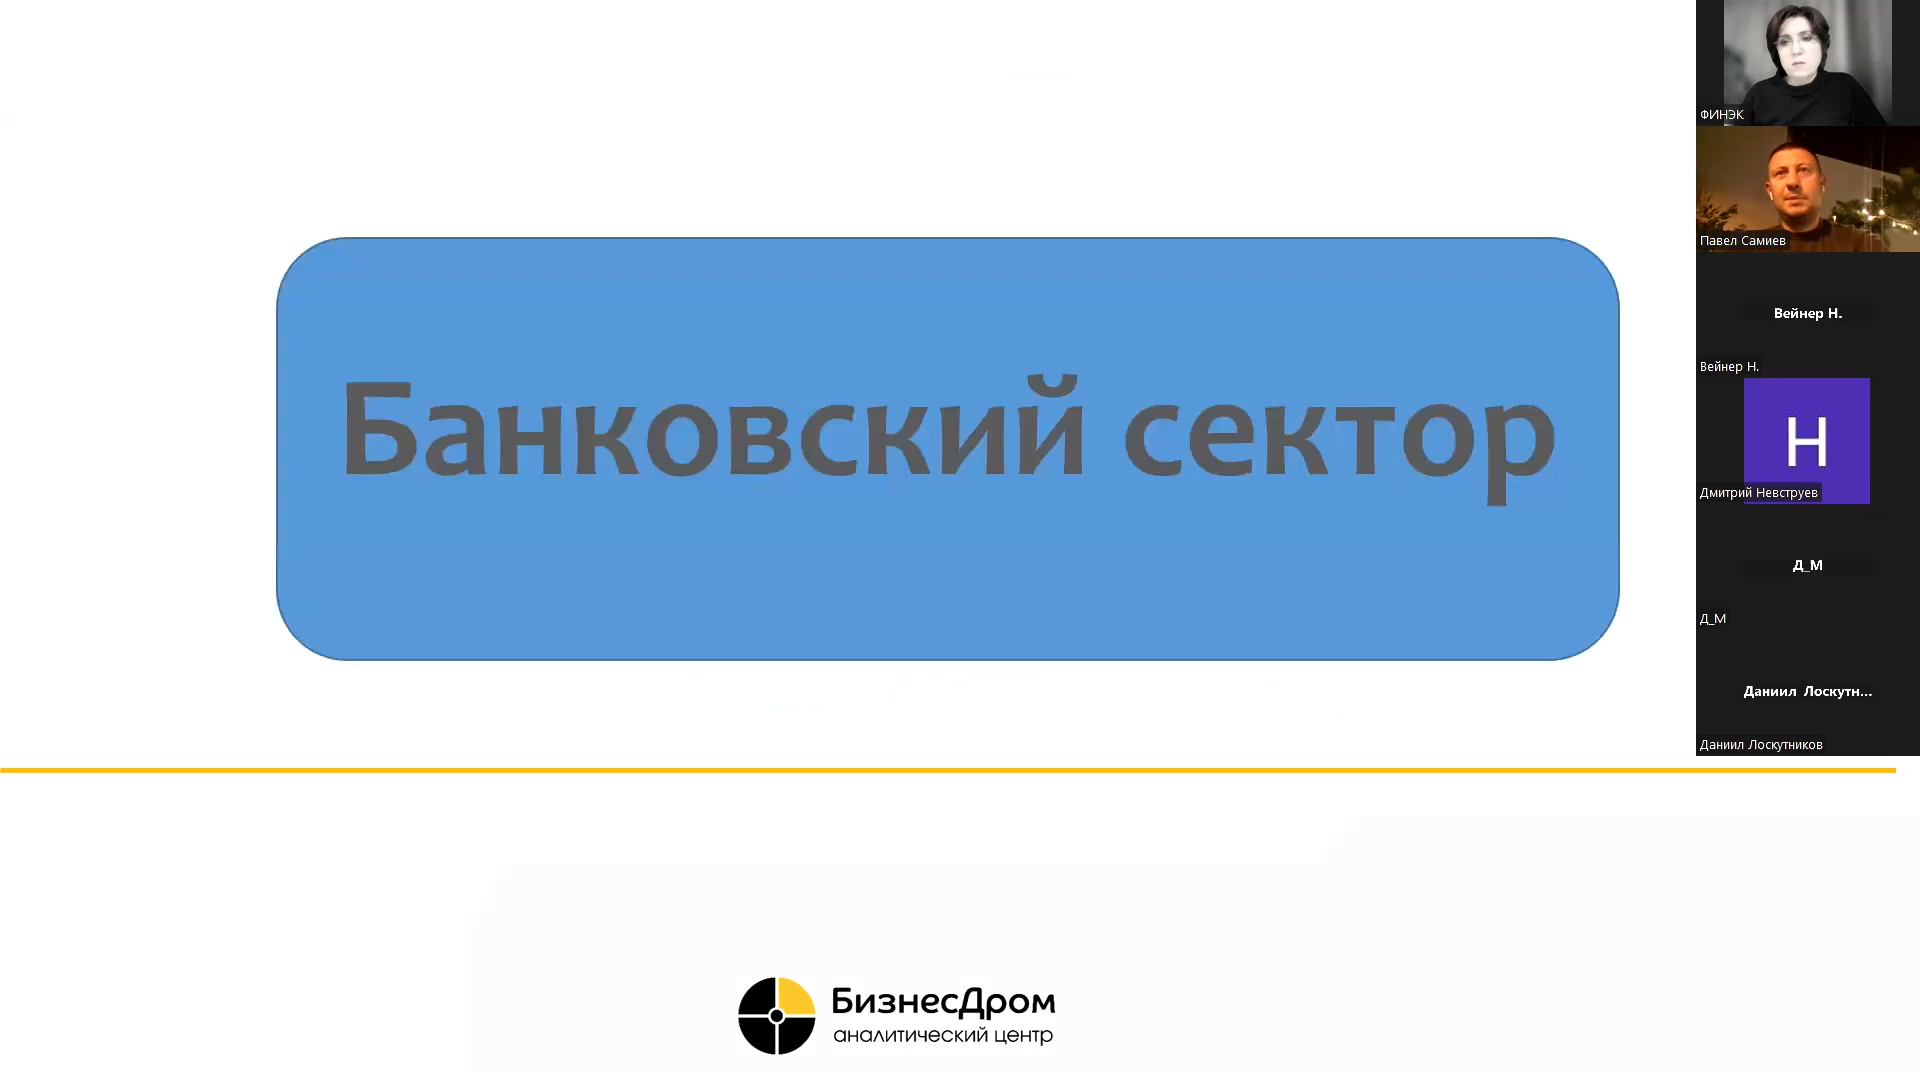 Банковский сектор
БизнесДром
аналитический центр
ФИНЭК
Павел Самиев
Вейнер Н.
Вейнер Н.
Н
Дмитрий Невструев
Д_М
Д_М
Даниил Лоскутн...
Даниил Лоскутников